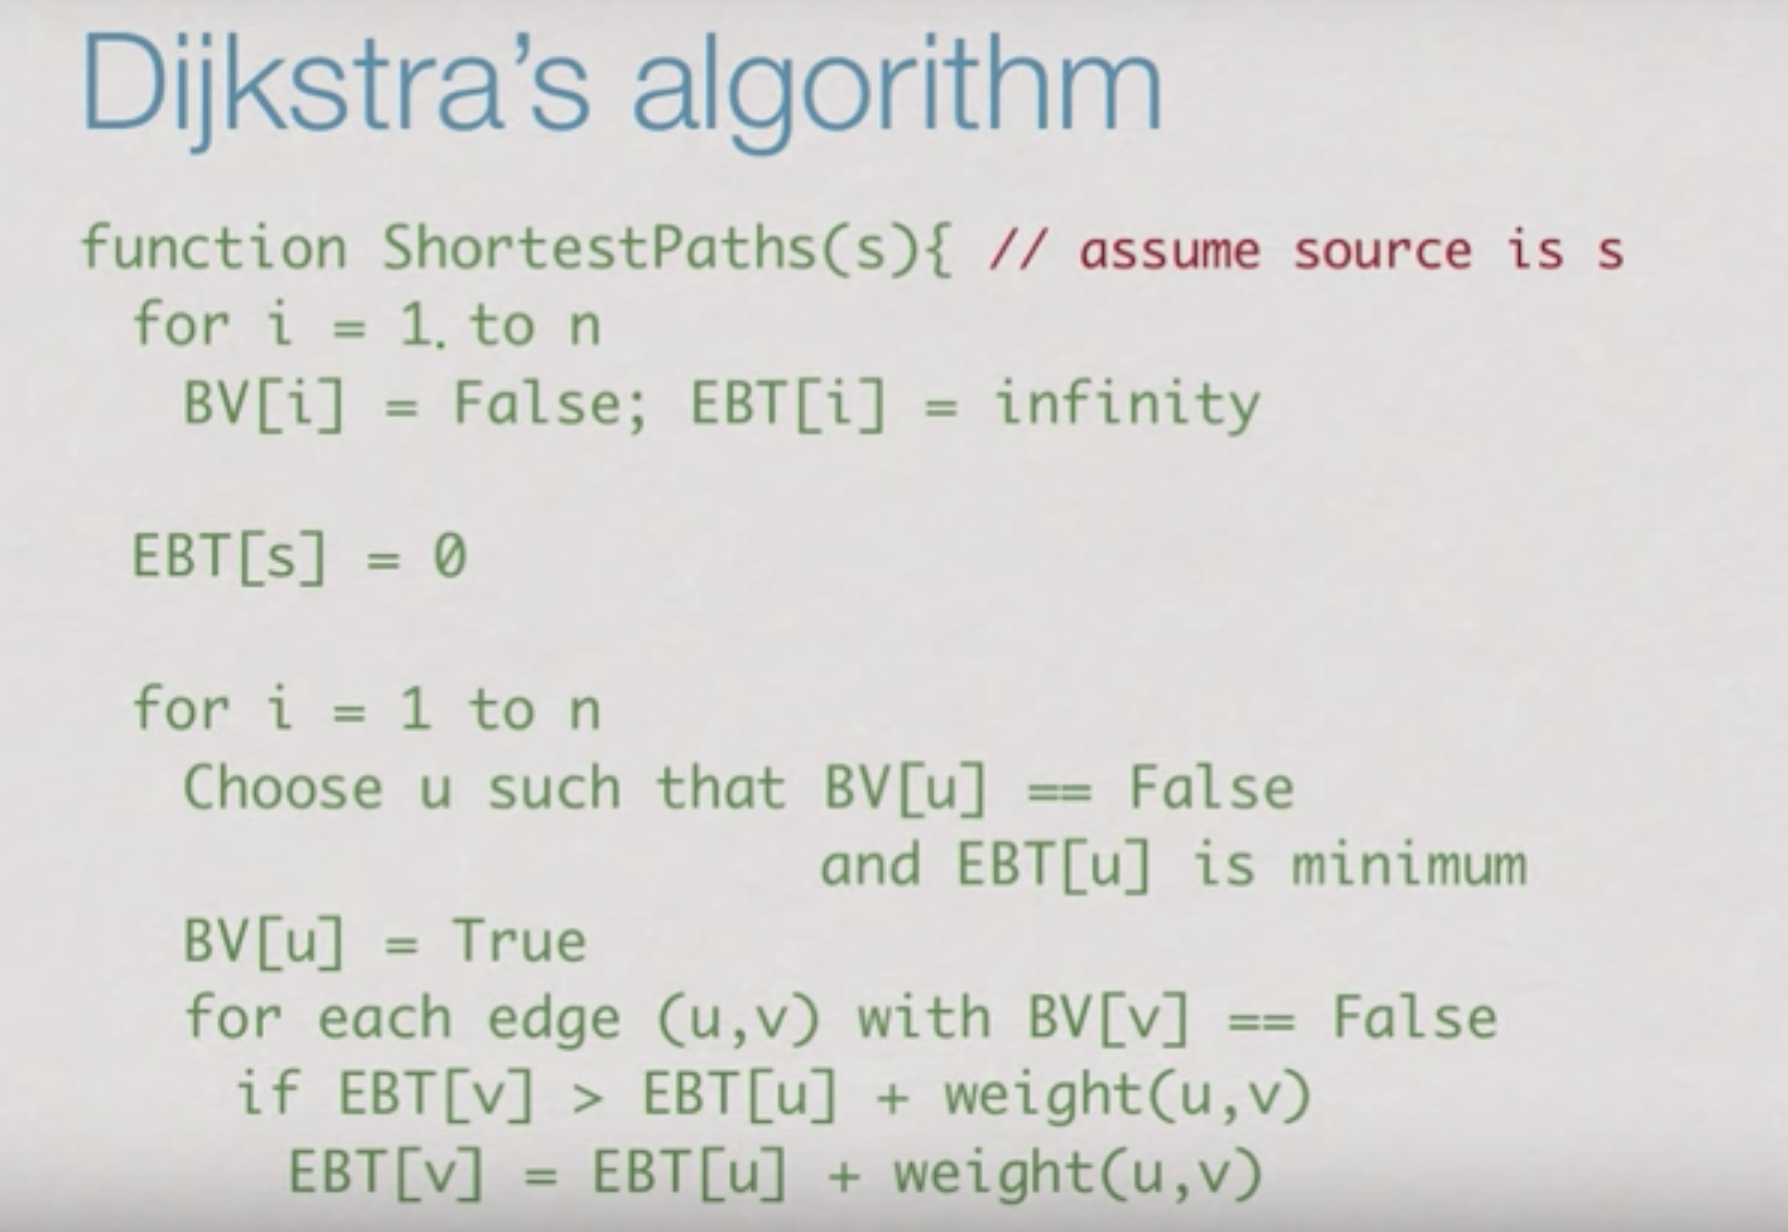 Dijkstra’s algorithm
function ShortestPaths(s){ // assume source is s
for i = 1. to n
BV[i] = False; EBT[i] = infinity
EBT[s] = 0
for i = 1 to n
Choose u such that BV[u] == False
and EBT[u] is minimum
BV[u] = True
for each edge (u,v) with BV[v] == False
if EBT[v] > EBT[u] + weight(u,v)
EBT[v] = EBT[u] + weight(u,v)